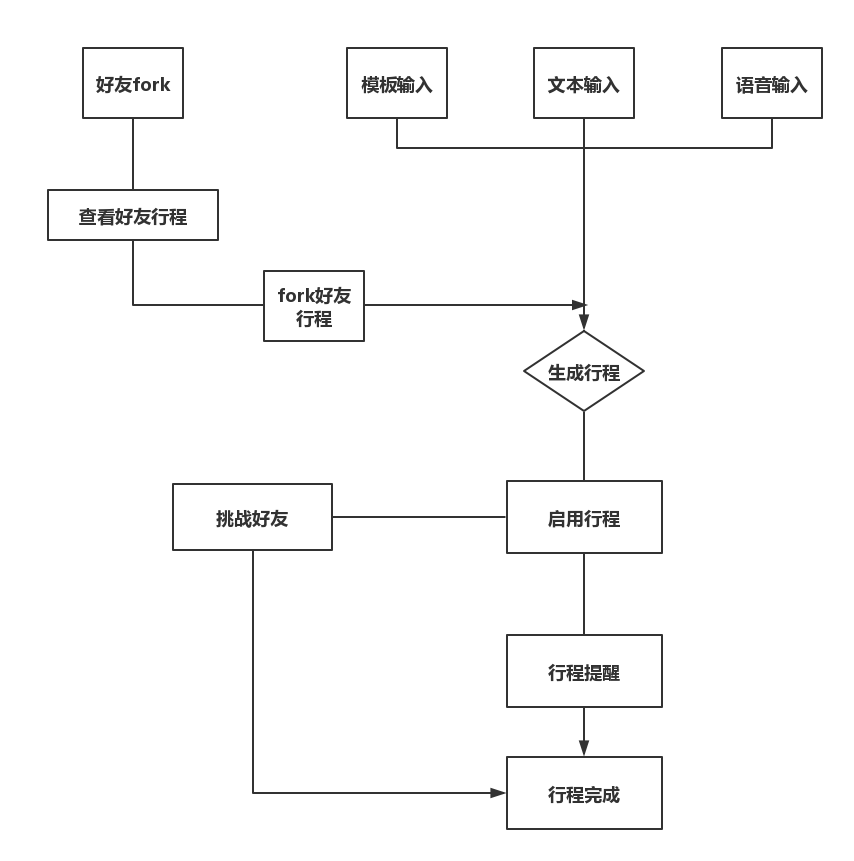 好友fork
模板输入
文本输入
语音输入
查看好友行程
fork好友
行程
生成行程
挑战好友
启用行程
行程提醒
行程完成